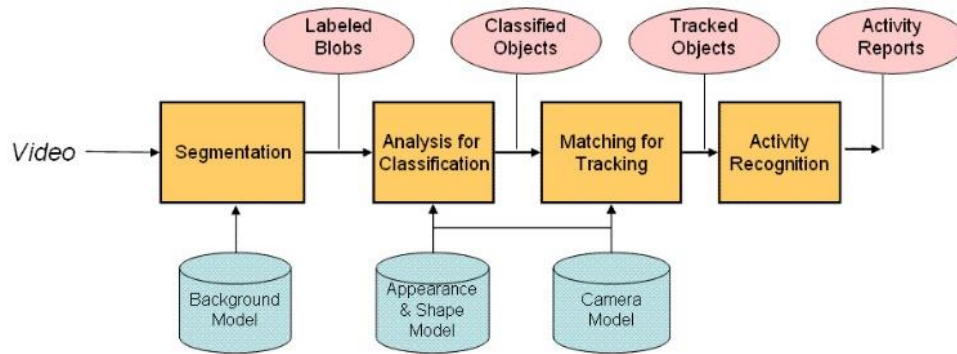 Labeled
Blobs
Classified
Objects
Tracked
Objects
Activity
Reports
Video
Segmentation
Analysis for
Classification
Matching for
Tracking
Activity
Recognition
Background
Model
Appearance
& Shape
Model
Camera
Model